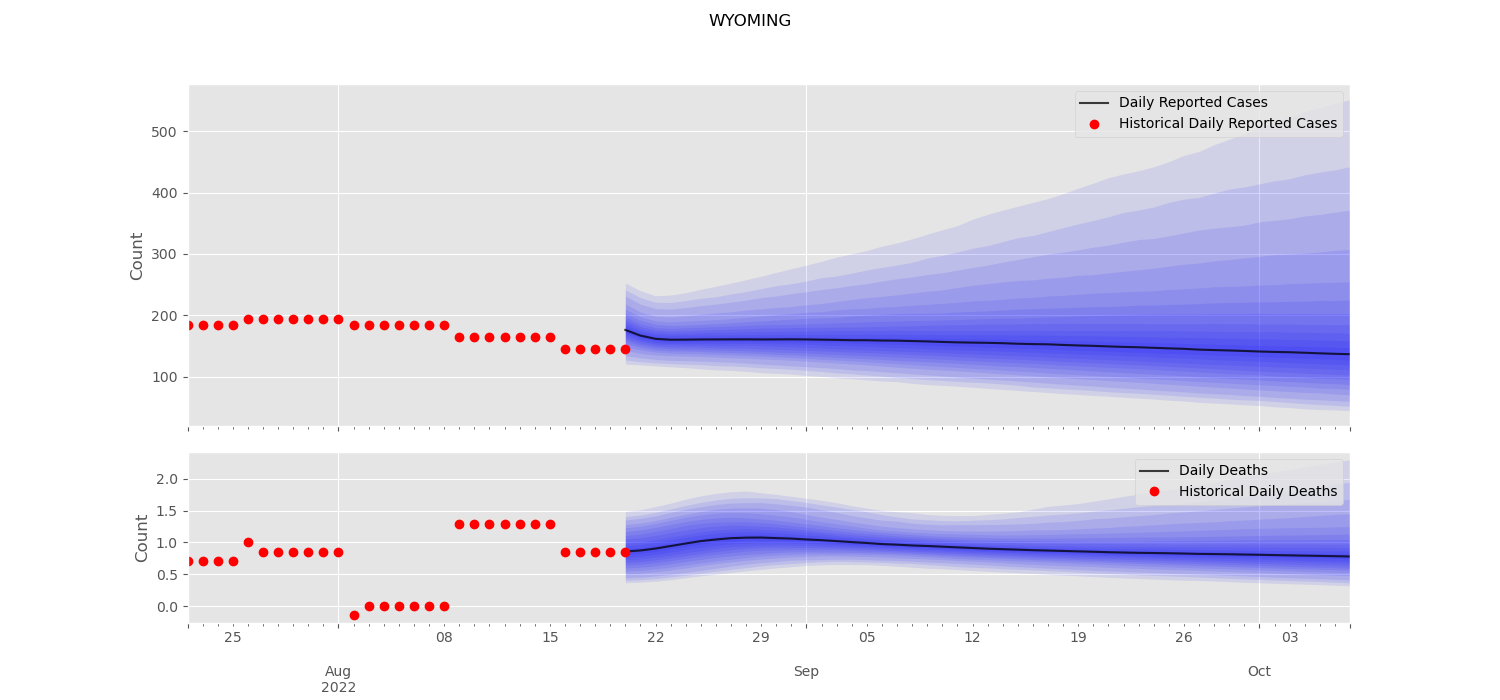 WYOMING
Daily Reported Cases
Historical Daily Reported Cases
500
400
300
200
100
Count
Daily Deaths
Historical Daily Deaths
2.0
1.5
1.0
0.5
0.0
Count
25 08 15 22 29 05 12 19 26 03
Aug Sep Oct
2022